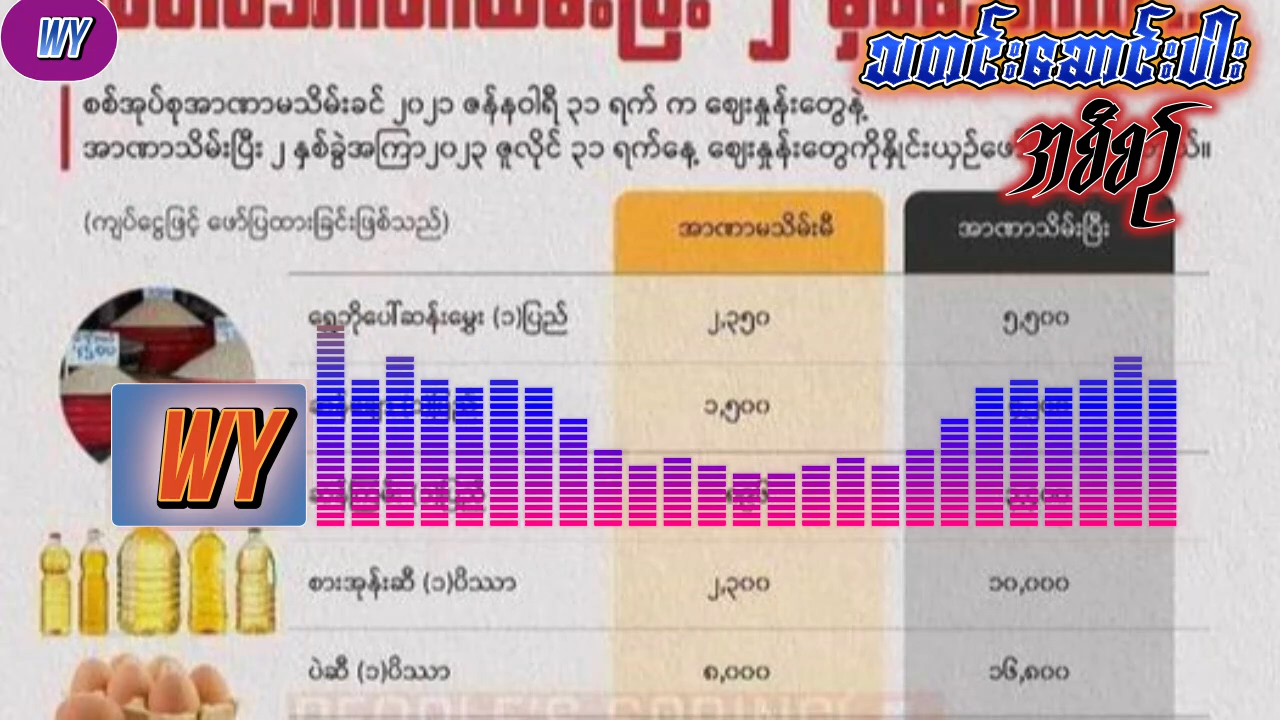 WY
သတင်းဆောင်းပါး
အစီစဉ်
စစ်အုပ်စုအာဏာမသိမ်းခင် ၂၀၂၁ ဇန်နဝါရီ ၃၁ ရက် က ဈေးနှုန်းတွေနဲ့
အာဏာသိမ်းပြီး ၂ နှစ်ခွဲအကြာ၂၀၂၃ ဇူလိုင် ၃၁ ရက်နေ့ ဈေးနှုန်းတွေကိုနှိုင်းယှဉ်ဖော်
(ကျပ်ငွေဖြင့် ဖော်ပြထားခြင်းဖြစ်သည်)
အာဏာမသိမ်းမီ
အာဏာသိမ်းပြီး
ရွှေဘိုပေါ်ဆန်းမွှေး (၁)ပြည် ၂,၃၅၀ ၅,၅၀၀
၁,၅၀၀
WY
စားအုန်းဆီ (၁)ပိဿာ ၂,၃၀၀ ၁၀,၀၀၀
ပဲဆီ (၁)ပိဿာ ၈,၀၀၀ ၁၆,၈၀၀